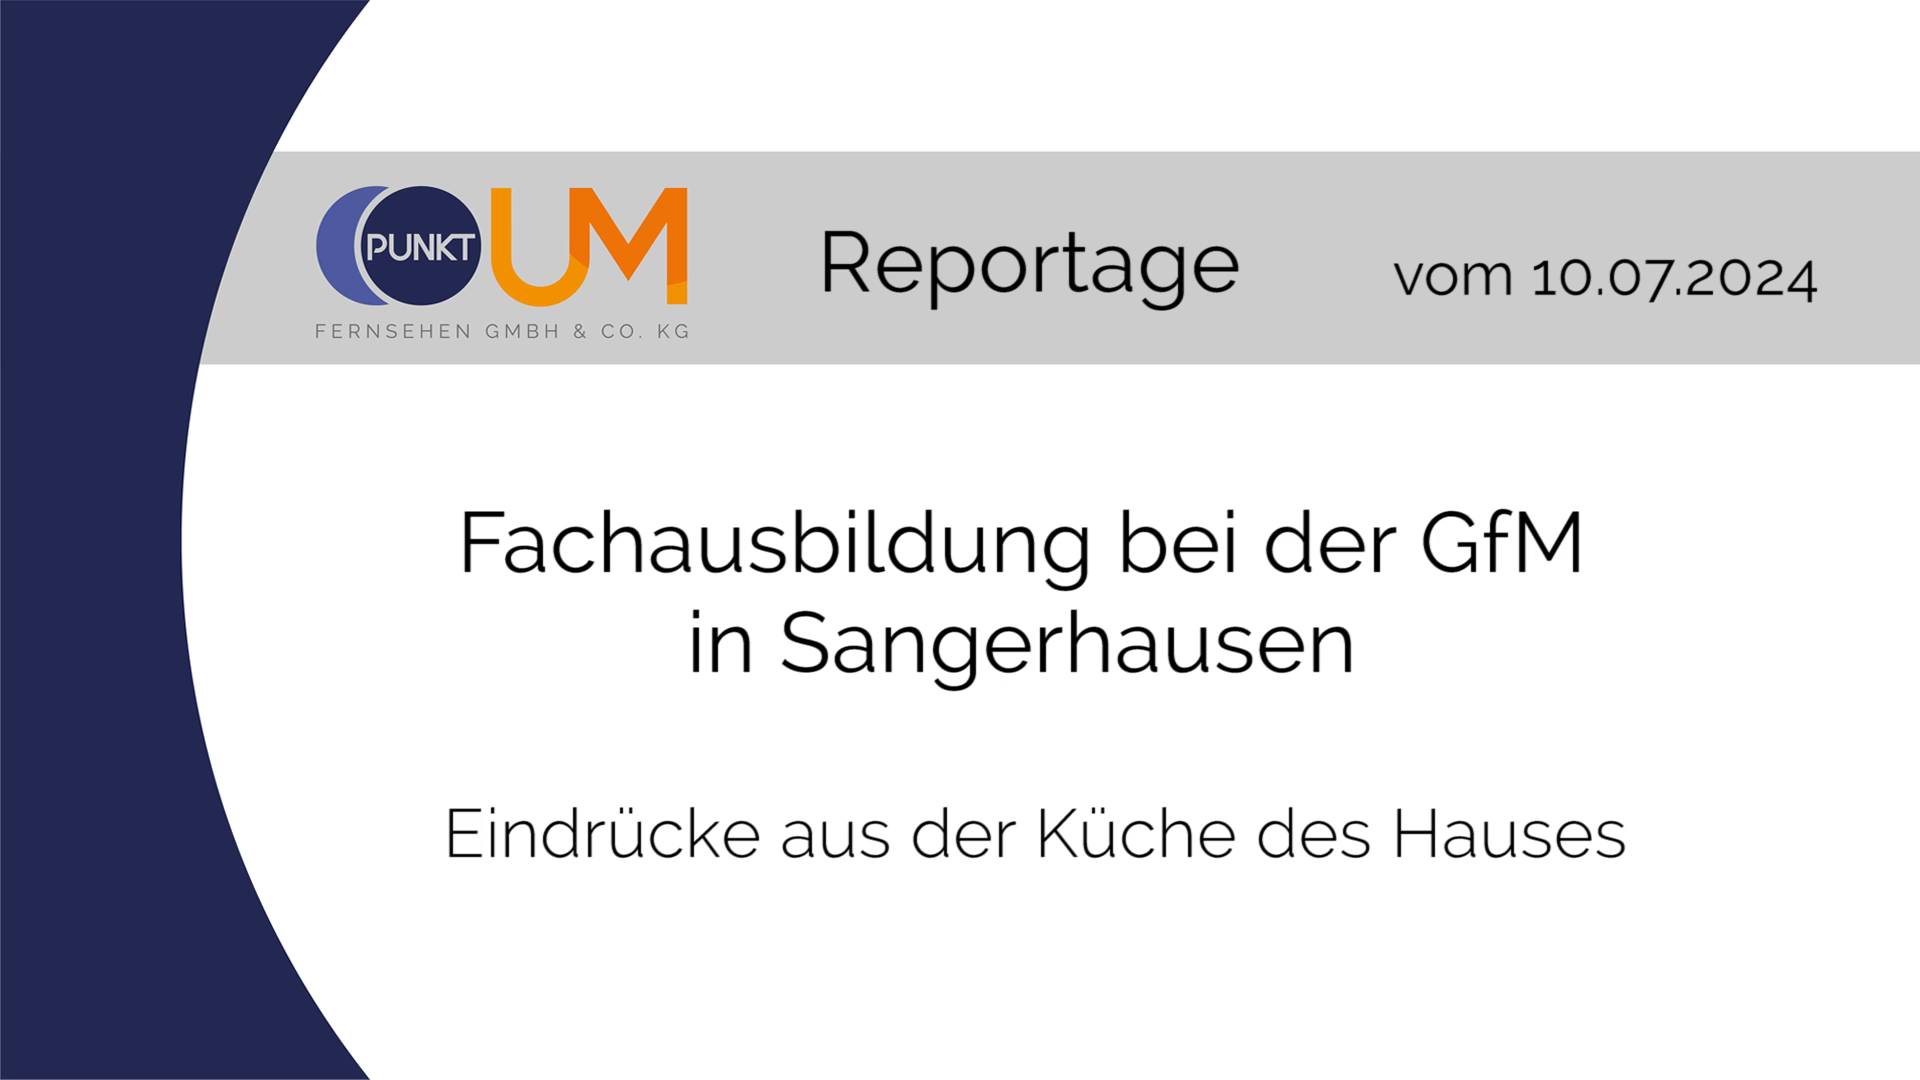 PUNKT UM
FERNSEHEN GMBH & CO. KG
Reportage
vom 10.07.2024
Fachausbildung bei der GfM
in Sangerhausen
Eindrücke aus der Küche des Hauses